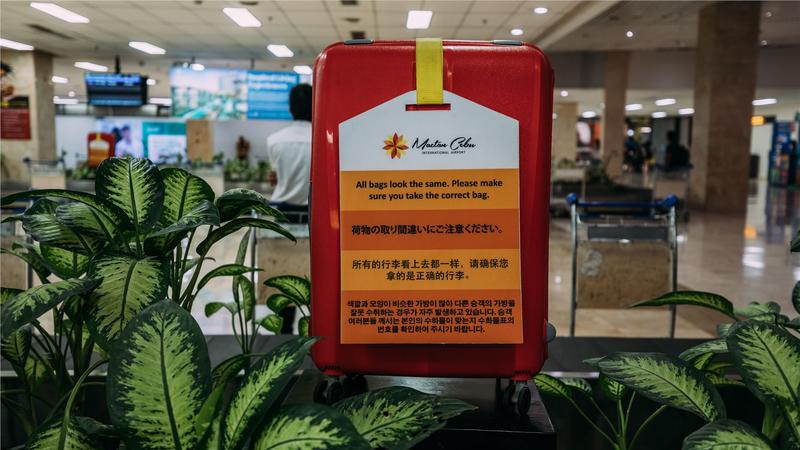 Mactan Cebu
INTERNATIONAL AIRPORT
All bags look the same. Please make
sure you take the correct bag.
荷物の取り間違いにご注意ください。
所有的行李看上去都一样，请确保您
拿的是正确的行李。
색깔과 모양이 비슷한 가방이 많아 다른 승객의 가방을
잘못 수취하는 경우가 자주 발생하고 있습니다. 승객
여러분들 께서는 본인의 수하물이 맞는지 수화물표의
번호를 확인하여 주시기 바랍니다.